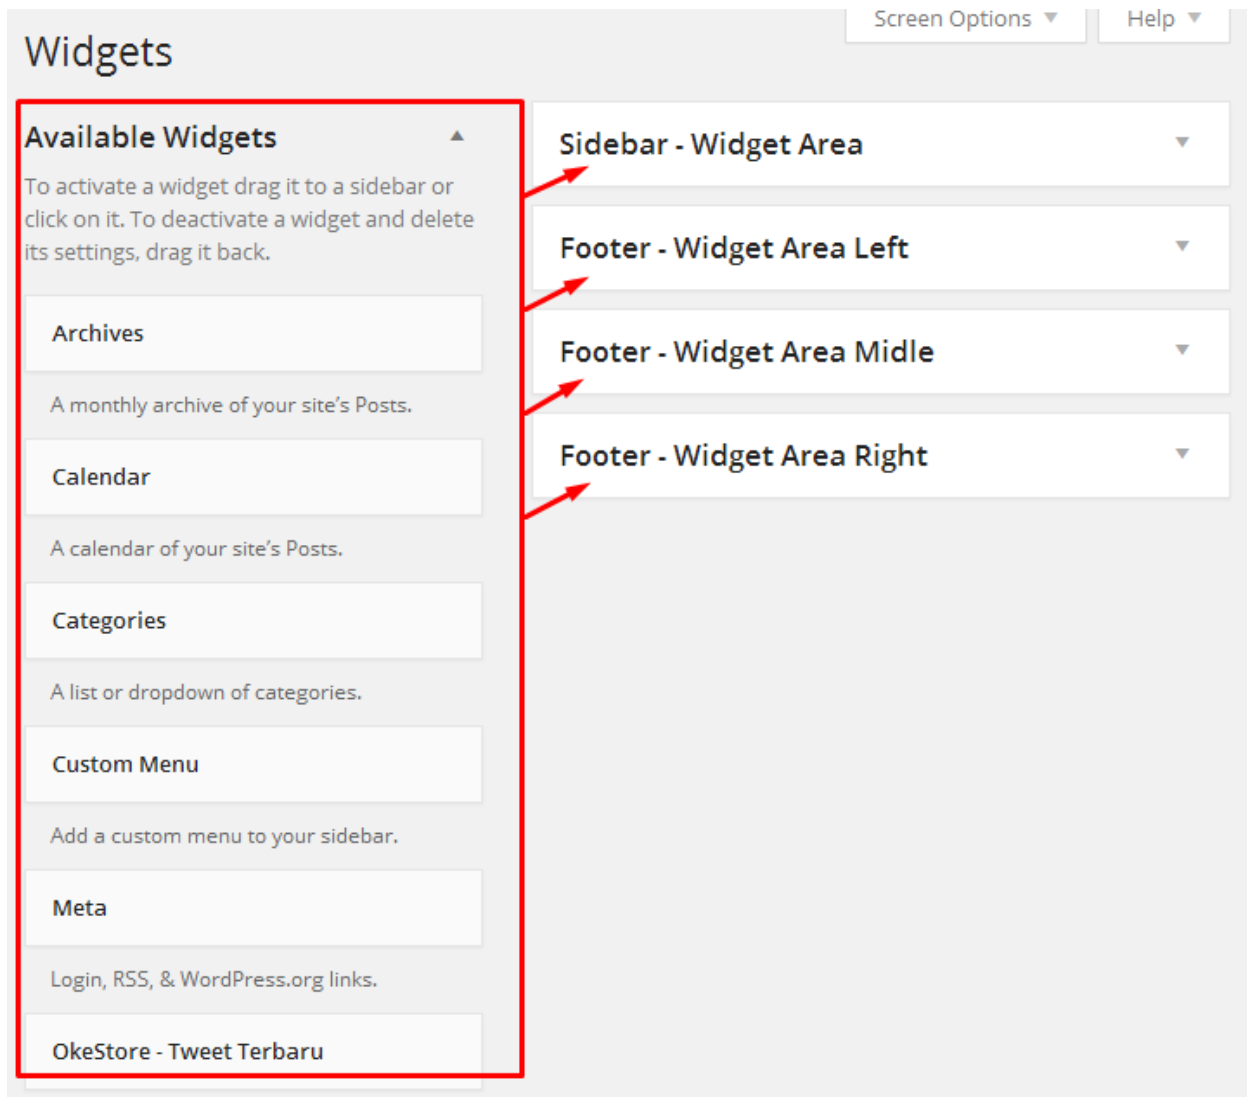 Screen Options
Help
Widgets
Available Widgets
To activate a widget drag it to a sidebar or
click on it. To deactivate a widget and delete
its settings, drag it back.
Archives
A monthly archive of your site’s Posts.
Calendar
A calendar of your site’s Posts.
Categories
A list or dropdown of categories.
Custom Menu
Add a custom menu to your sidebar.
Meta
Login, RSS, & WordPress.org links.
OkeStore - Tweet Terbaru
Sidebar - Widget Area
Footer - Widget Area Left
Footer - Widget Area Midle
Footer - Widget Area Right